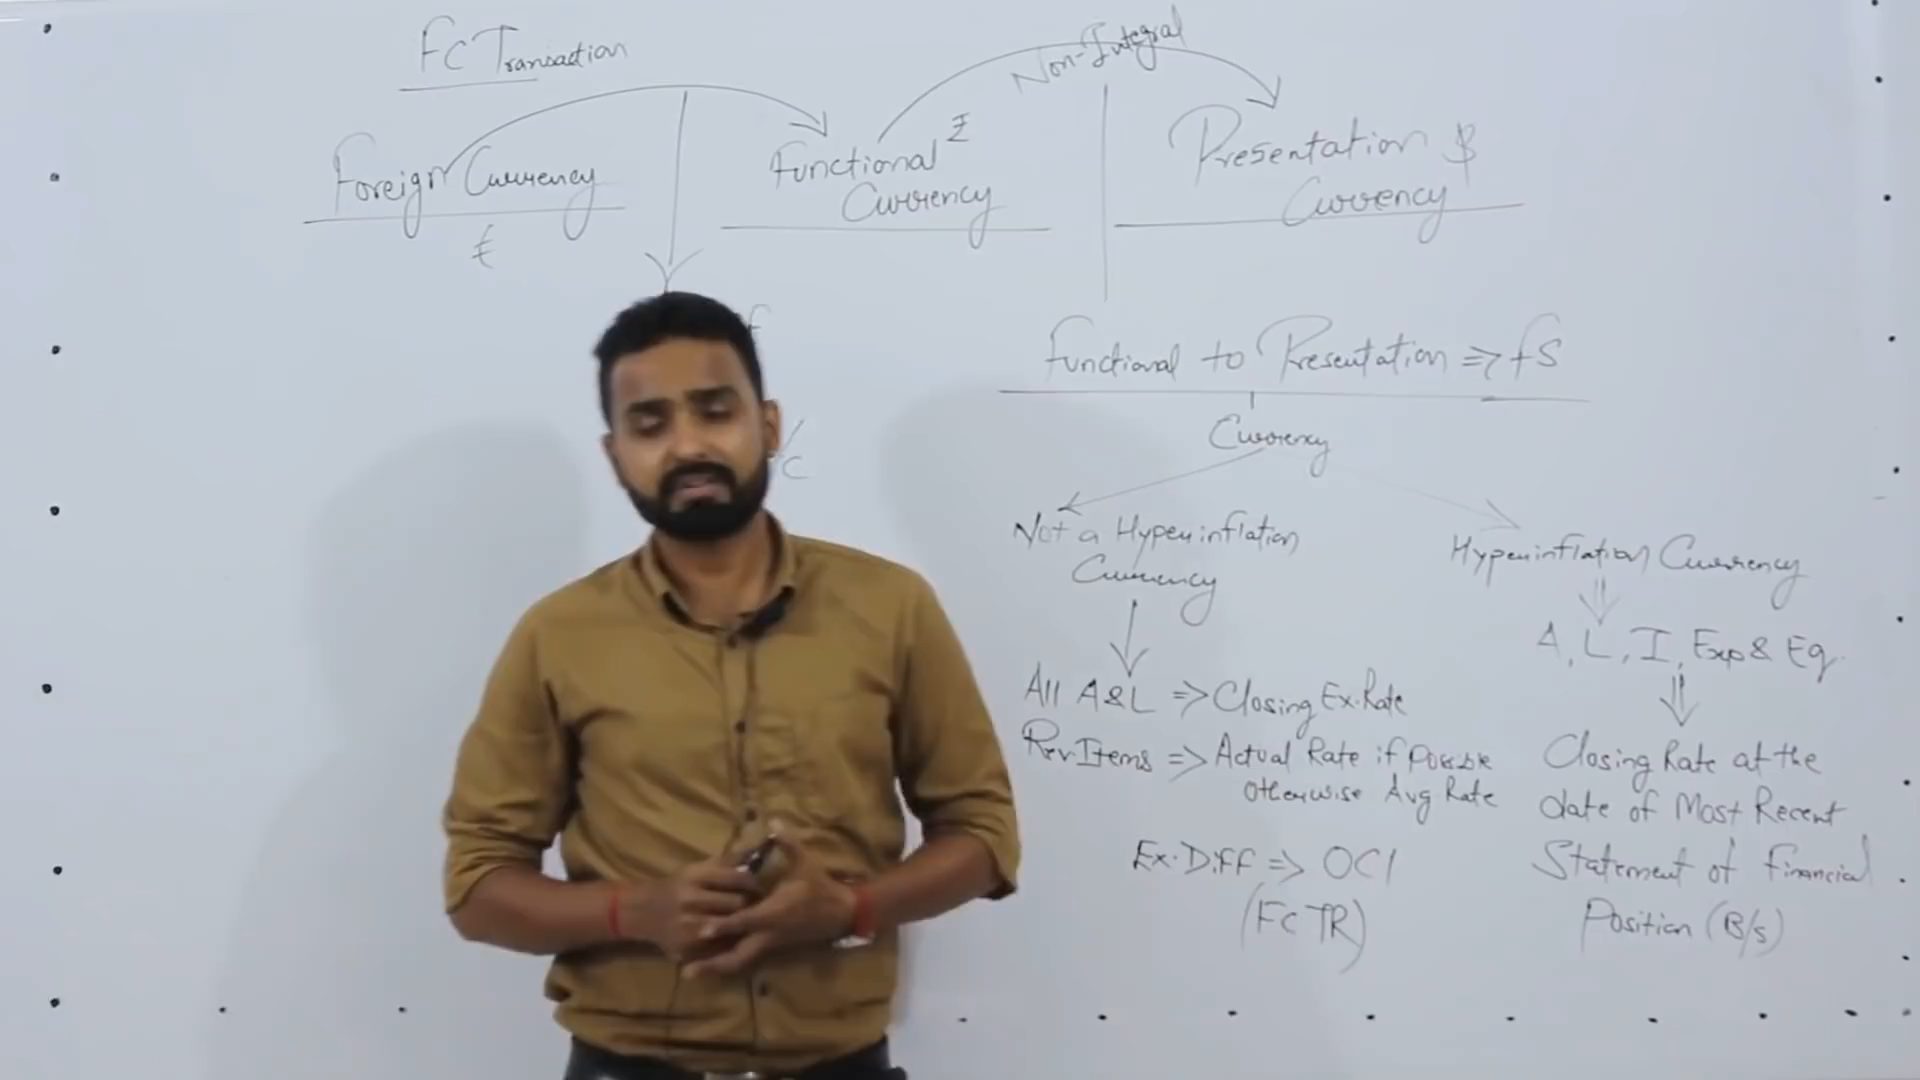 FC Transaction
Non-Integral
Foreign Currency
€
Functional ₹
Currency
Presentation $
Currency
Functional to Presentation ⇒ FS
Currency
Not a Hyperinflation
Currency
Hyperinflation Currency
A, L, I, Exp & Eq.
All A&L ⇒ Closing Ex. Rate
Rev. Items ⇒ Actual Rate if Possible
otherwise Avg Rate
Ex. Diff ⇒ OCI
(FCTR)
Closing Rate at the
date of Most Recent
Statement of Financial
Position (B/S)